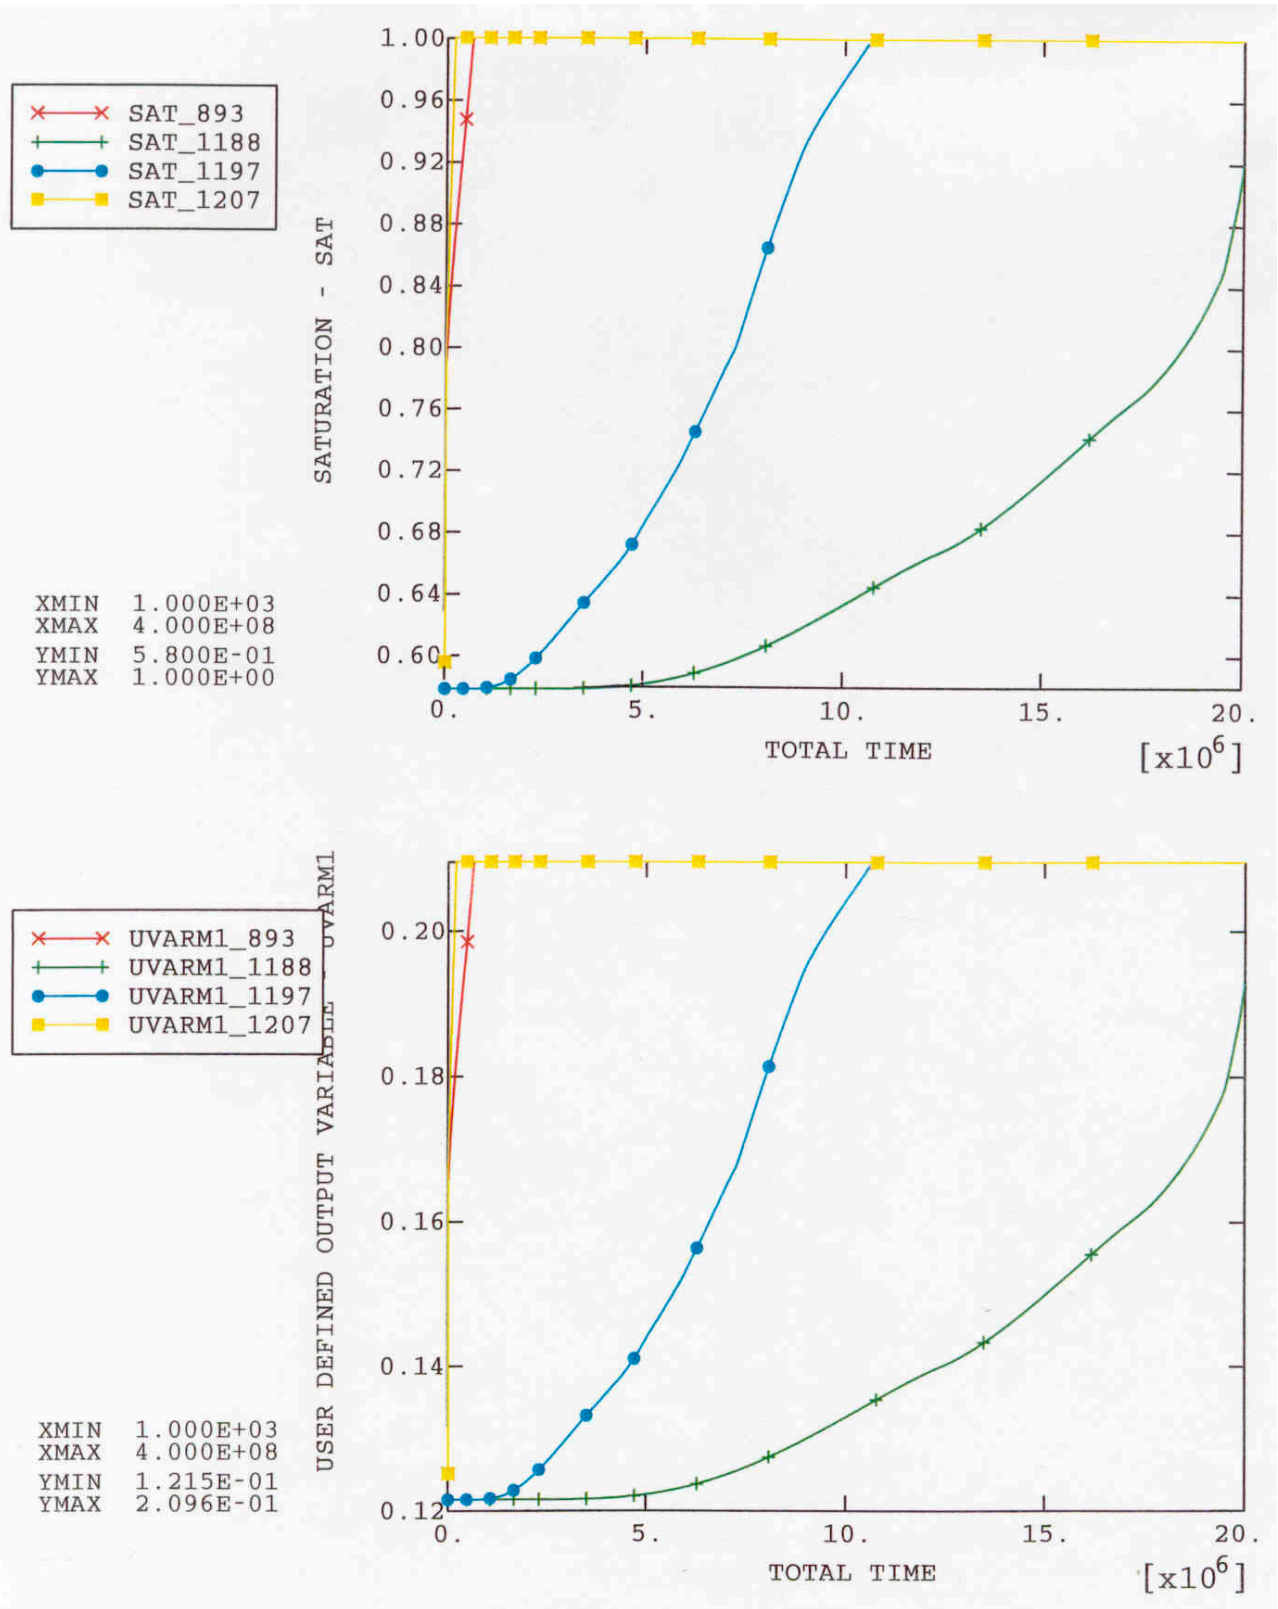 1.00
0.96
0.92
0.88
0.84
0.80
0.76
0.72
0.68
0.64
0.60
SATURATION - SAT
SAT_893
SAT_1188
SAT_1197
SAT_1207
XMIN 1.000E+03
XMAX 4.000E+08
YMIN 5.800E-01
YMAX 1.000E+00
0. 5. 10. 15. 20.
TOTAL TIME
[x10^6]
0.20
0.18
0.16
0.14
0.12
USER DEFINED OUTPUT VARIABLE - UVARM1
UVARM1_893
UVARM1_1188
UVARM1_1197
UVARM1_1207
XMIN 1.000E+03
XMAX 4.000E+08
YMIN 1.215E-01
YMAX 2.096E-01
0. 5. 10. 15. 20.
TOTAL TIME
[x10^6]